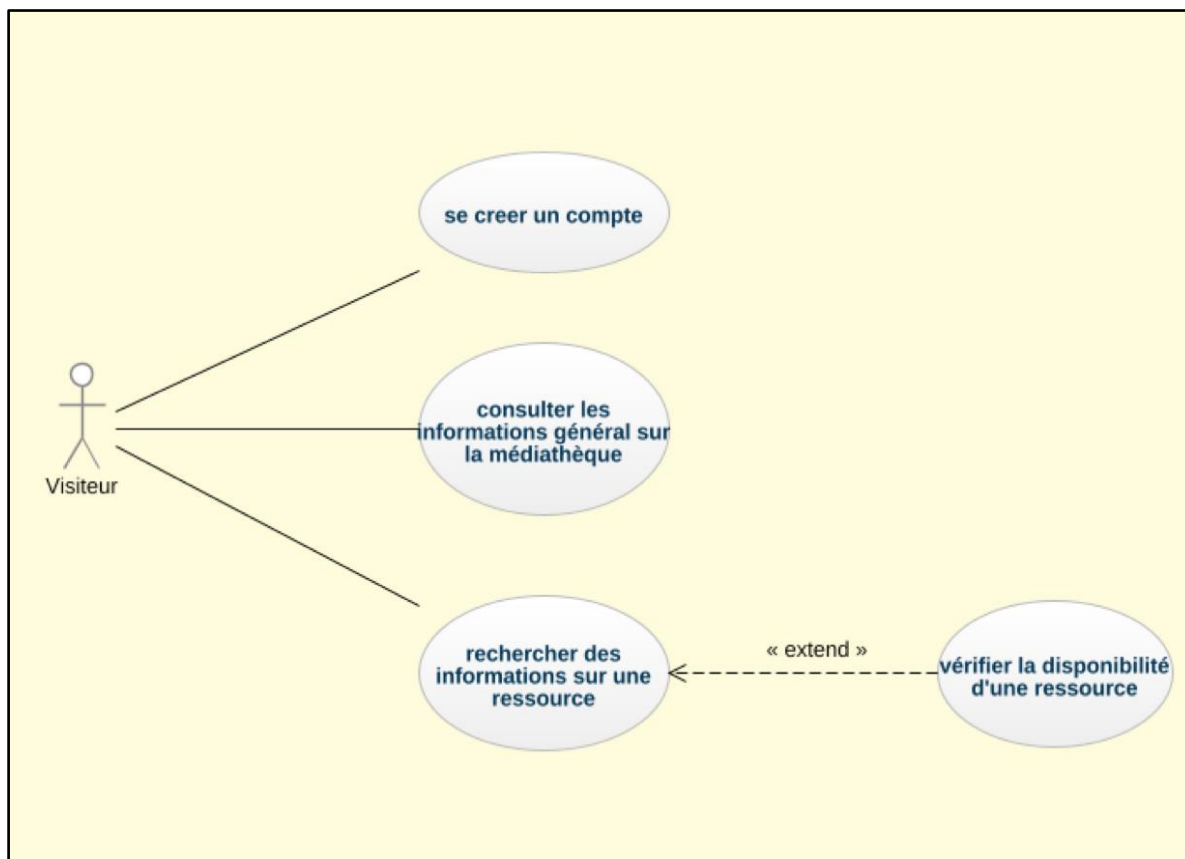 se creer un compte
consulter les
informations général sur
la médiathèque
Visiteur
rechercher des
informations sur une
ressource
« extend »
vérifier la disponibilité
d'une ressource